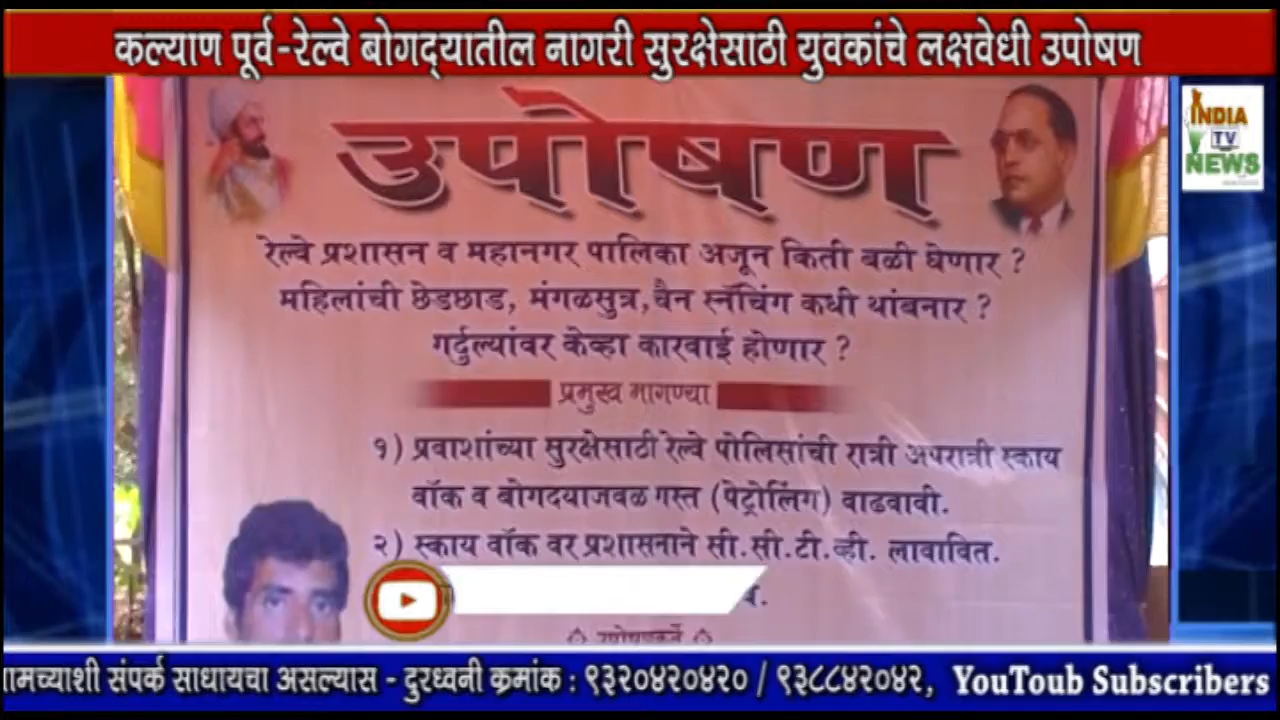 कल्याण पूर्व-रेल्वे बोगद्यातील नागरी सुरक्षेसाठी युवकांचे लक्षवेधी उपोषण
INDIA
TV
NEWS
उपोषण
रेल्वे प्रशासन व महानगर पालिका अजून किती बळी घेणार ?
महिलांची छेडछाड, मंगळसुत्र,चैन स्नॅचिंग कधी थांबनार ?
गर्दुल्यांवर केव्हा कारवाई होणार ?
प्रमुख मागण्या
१) प्रवाशांच्या सुरक्षेसाठी रेल्वे पोलिसांची रात्री अपरात्री स्काय
वॉक व बोगदयाजवळ गस्त (पेट्रोलिंग) वाढवावी.
२) स्काय वॉक वर प्रशासनाने सी.सी.टी.व्ही. लावावित.
ामच्याशी संपर्क साधायचा असल्यास - दुरध्वनी क्रमांक : ९३२०४२०४२० / ९३८८४२०४२, YouToub Subscribers